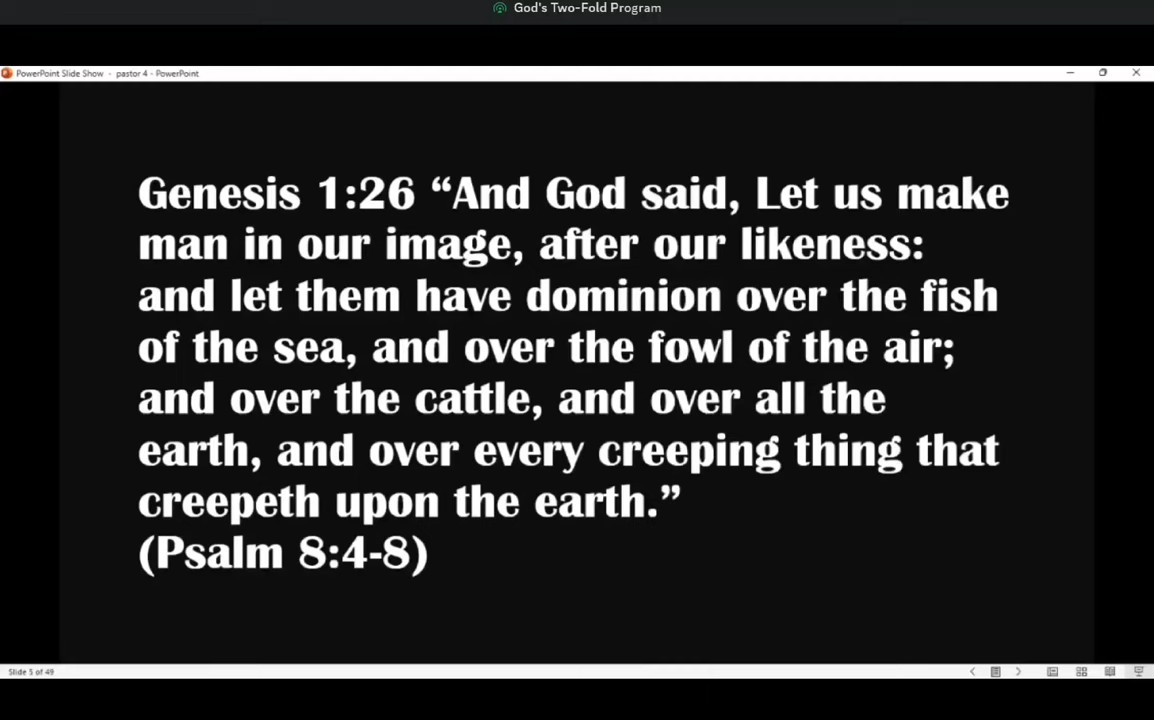 God's Two-Fold Program
PowerPoint Slide Show - pastor 4 - PowerPoint
Genesis 1:26 “And God said, Let us make
man in our image, after our likeness:
and let them have dominion over the fish
of the sea, and over the fowl of the air;
and over the cattle, and over all the
earth, and over every creeping thing that
creepeth upon the earth.”
(Psalm 8:4-8)
Slide 5 of 49